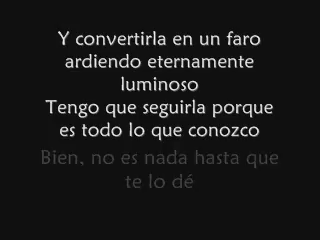 Y convertirla en un faro
ardiendo eternamente
luminoso
Tengo que seguirla porque
es todo lo que conozco
Bien, no es nada hasta que
te lo dé